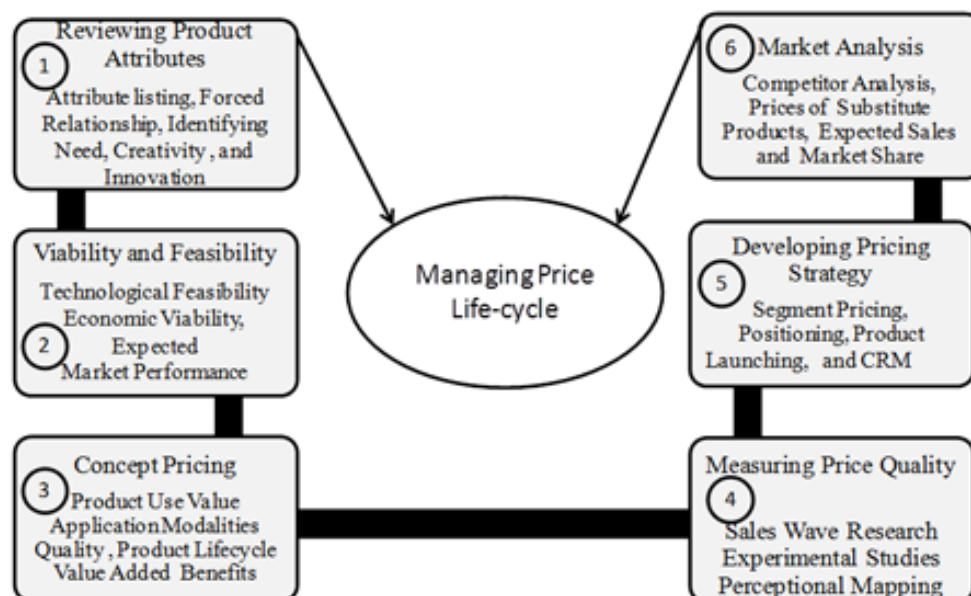 Reviewing Product
Attributes
1
Attribute listing, Forced
Relationship, Identifying
Need, Creativity, and
Innovation
Viability and Feasibility
Technological Feasibility
Economic Viability,
2
Expected
Market Performance
Concept Pricing
3
Product Use Value
Application Modalities
Quality, Product Lifecycle
Value Added Benefits
Managing Price
Life-cycle
6
Market Analysis
Competitor Analysis,
Prices of Substitute
Products, Expected Sales
and Market Share
Developing Pricing
Strategy
5
Segment Pricing,
Positioning, Product
Launching, and CRM
Measuring Price Quality
4
Sales Wave Research
Experimental Studies
Perceptional Mapping